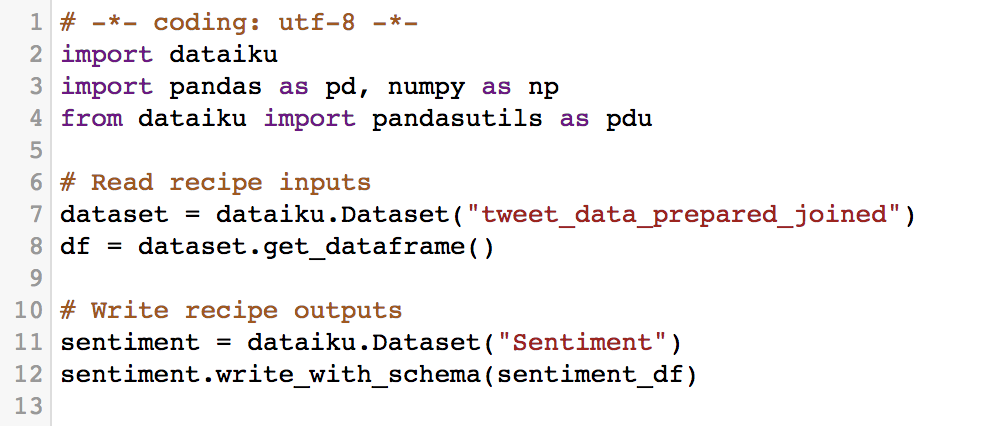 1 # -*- coding: utf-8 -*-
2 import dataiku
3 import pandas as pd, numpy as np
4 from dataiku import pandasutils as pdu
5
6 # Read recipe inputs
7 dataset = dataiku.Dataset("tweet_data_prepared_joined")
8 df = dataset.get_dataframe()
9
10 # Write recipe outputs
11 sentiment = dataiku.Dataset("Sentiment")
12 sentiment.write_with_schema(sentiment_df)
13